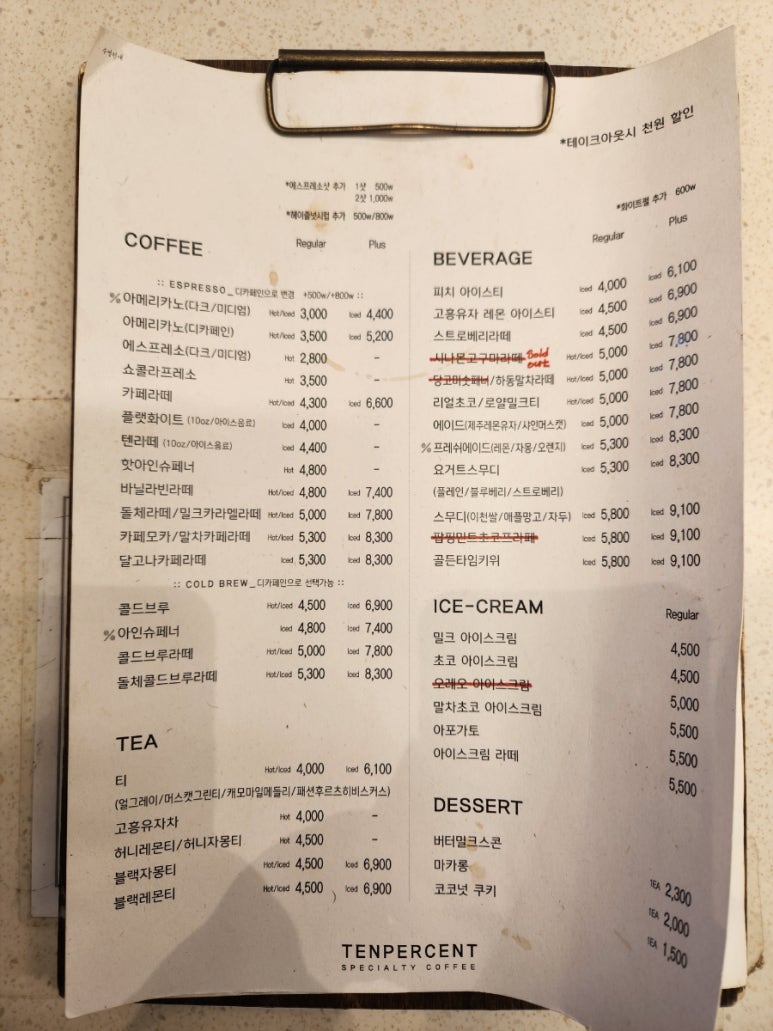 *테이크아웃시 천원 할인
*에스프레소샷 추가 1샷 500w
2샷 1,000w
*헤이즐넛시럽 추가 500w/800w
COFFEE Regular Plus
:: ESPRESSO_디카페인으로 변경 +500w/+800w ::
% 아메리카노(다크/미디엄) Hot/Iced 3,000 Iced 4,400
아메리카노(디카페인) Hot/Iced 3,500 Iced 5,200
에스프레소(다크/미디엄) Hot 2,800 -
쇼콜라프레소 Hot 3,500 -
카페라떼 Hot/Iced 4,300 Iced 6,600
플랫화이트 (10oz/아이스음료) Iced 4,000 -
텐라떼 (10oz/아이스음료) Iced 4,400 -
핫아인슈페너 Hot 4,800 -
바닐라빈라떼 Hot/Iced 4,800 Iced 7,400
돌체라떼/밀크카라멜라떼 Hot/Iced 5,000 Iced 7,800
카페모카/말차카페라떼 Hot/Iced 5,300 Iced 8,300
달고나카페라떼 Iced 5,300 Iced 8,300
:: COLD BREW_디카페인으로 선택가능 ::
콜드브루 Hot/Iced 4,500 Iced 6,900
% 아인슈페너 Iced 4,800 Iced 7,400
콜드브루라떼 Hot/Iced 5,000 Iced 7,800
돌체콜드브루라떼 Hot/Iced 5,300 Iced 8,300
TEA
티 Hot/Iced 4,000 Iced 6,100
(얼그레이/머스캣그린티/캐모마일메들리/패션후르츠히비스커스)
고흥유자차 Hot 4,000 -
허니레몬티/허니자몽티 Hot 4,500 -
블랙자몽티 Hot/Iced 4,500 Iced 6,900
블랙레몬티 Hot/Iced 4,500 Iced 6,900
*화이트펄 추가 600w
BEVERAGE Regular Plus
피치 아이스티 Iced 4,000 Iced 6,100
고흥유자 레몬 아이스티 Iced 4,500 Iced 6,900
스트로베리라떼 Iced 4,500 Iced 6,900
시나몬고구마라떼 Sold out Hot/Iced 5,000 Iced 7,800
/하동말차라떼 Hot/Iced 5,000 Iced 7,800
리얼초코/로얄밀크티 Hot/Iced 5,000 Iced 7,800
에이드(제주레몬유자/샤인머스캣) Iced 5,000 Iced 7,800
% 프레쉬에이드(레몬/자몽/오렌지) Iced 5,300 Iced 8,300
요거트스무디 Iced 5,300 Iced 8,300
(플레인/블루베리/스트로베리)
스무디(이천쌀/애플망고/자두) Iced 5,800 Iced 9,100
팝핑민트초코프라페 Iced 5,800 Iced 9,100
골든타임키위 Iced 5,800 Iced 9,100
ICE-CREAM Regular
밀크 아이스크림 4,500
초코 아이스크림 4,500
오레오 아이스크림 5,000
말차초코 아이스크림 5,500
아포가토 5,500
아이스크림 라떼 5,500
DESSERT
버터밀크스콘 1EA 2,300
마카롱 1EA 2,000
코코넛 쿠키 1EA 1,500
TENPERCENT
SPECIALTY COFFEE